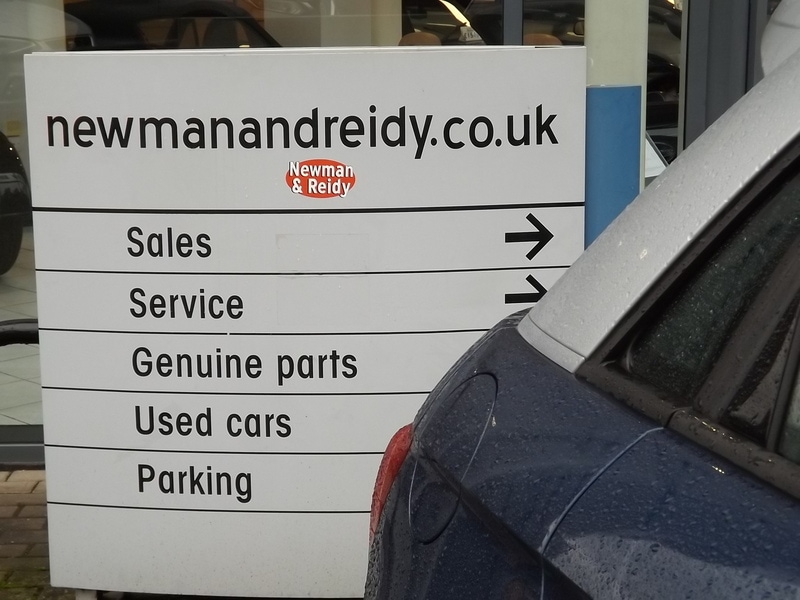 newmanandreidy.co.uk
Newman
& Reidy
Sales
Service
Genuine parts
Used cars
Parking